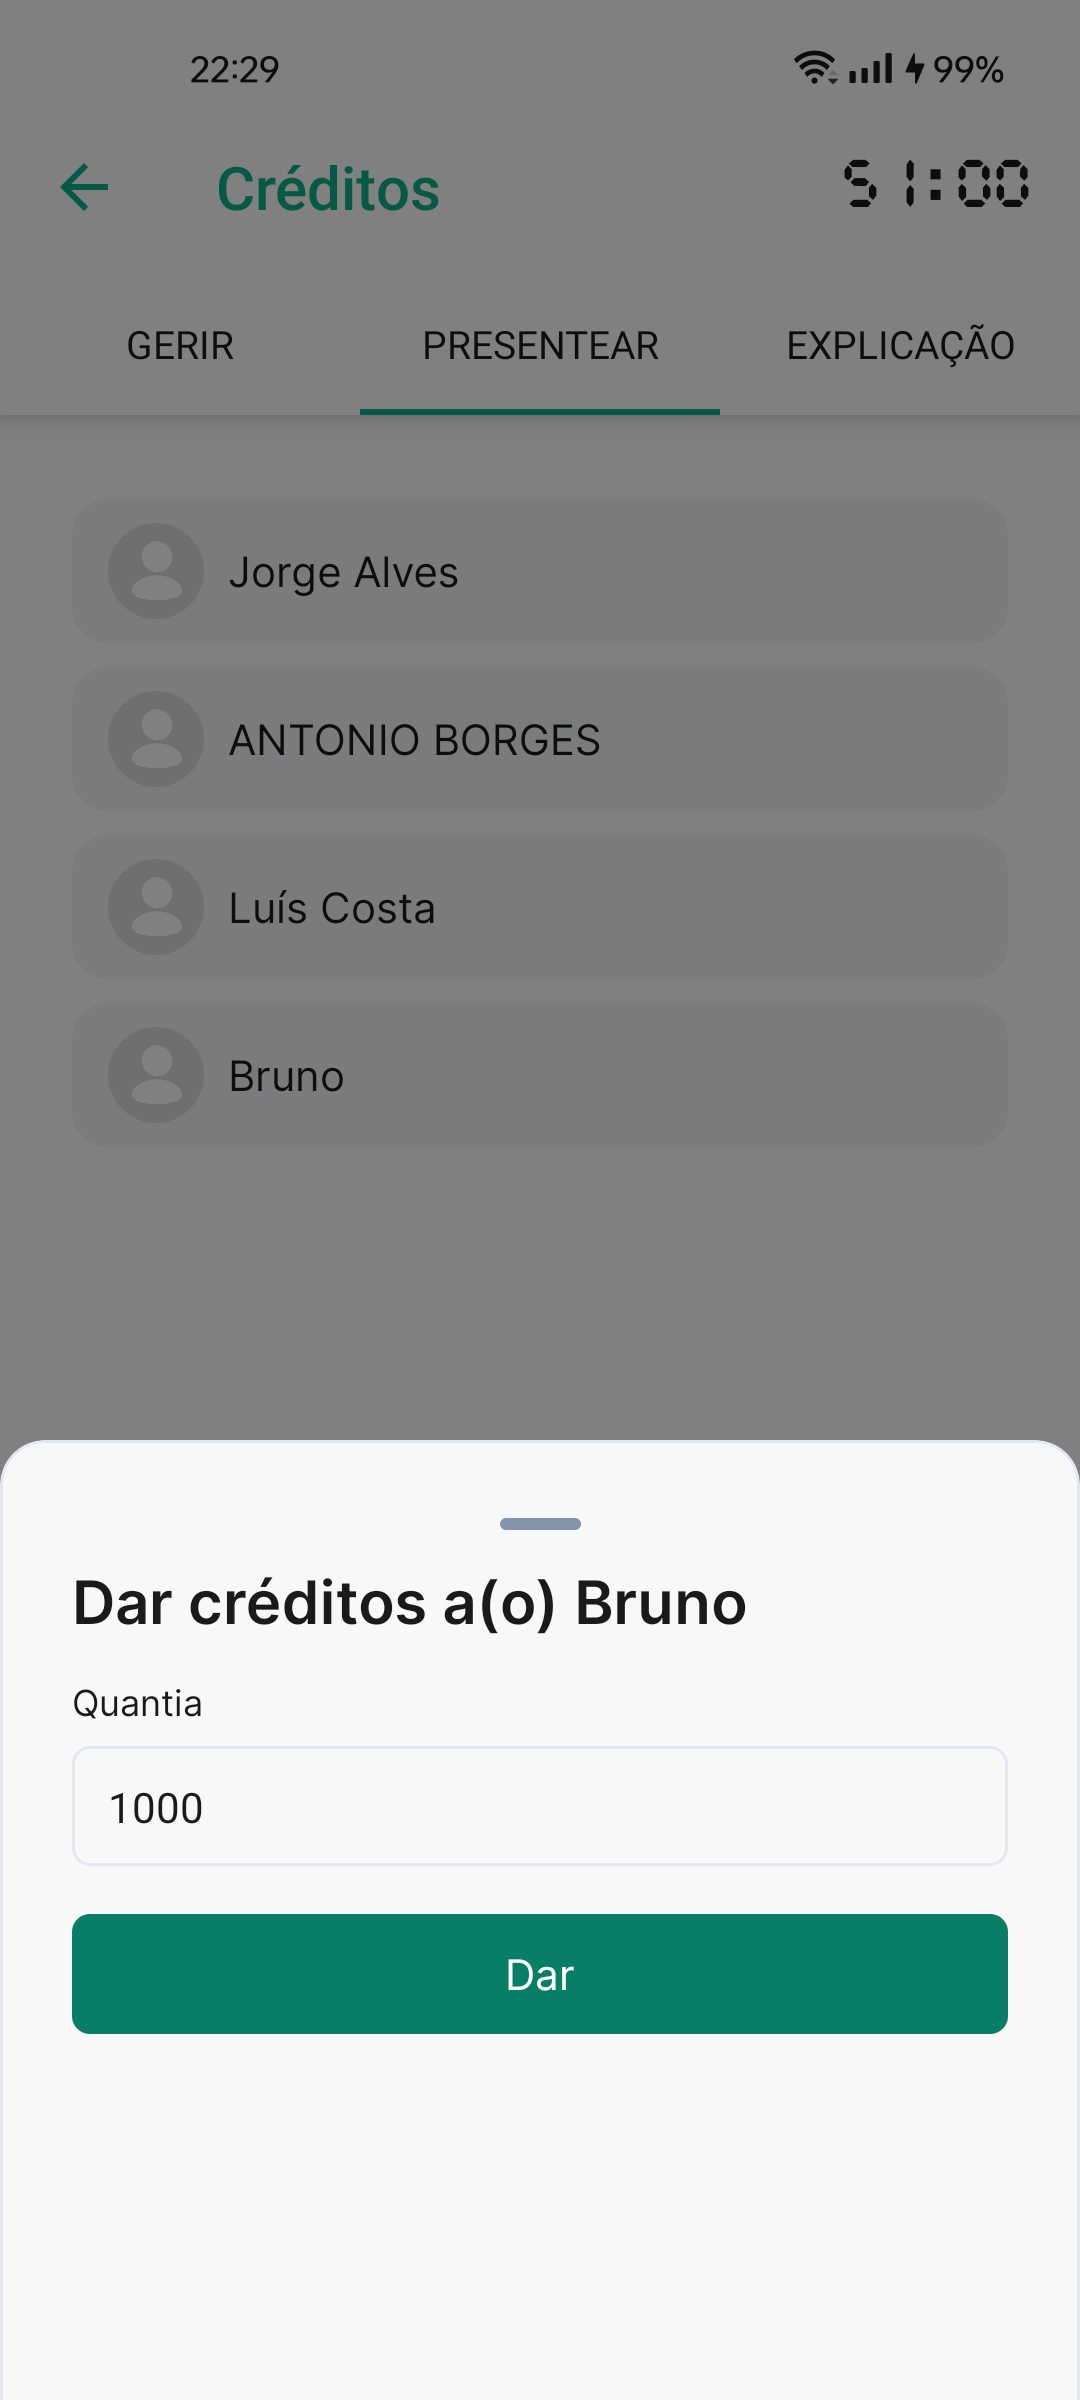 22:29
99%
Créditos
51:00
GERIR
PRESENTEAR
EXPLICAÇÃO
Jorge Alves
ANTONIO BORGES
Luís Costa
Bruno
Dar créditos a(o) Bruno
Quantia
1000
Dar